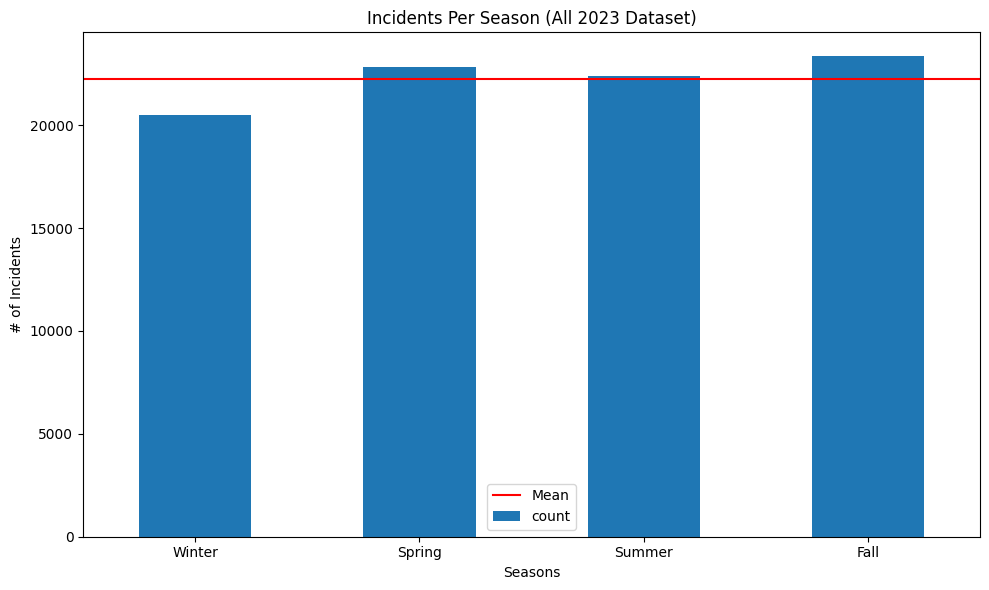 Incidents Per Season (All 2023 Dataset)
# of Incidents
20000
15000
10000
5000
0
Mean
count
Winter
Spring
Summer
Fall
Seasons